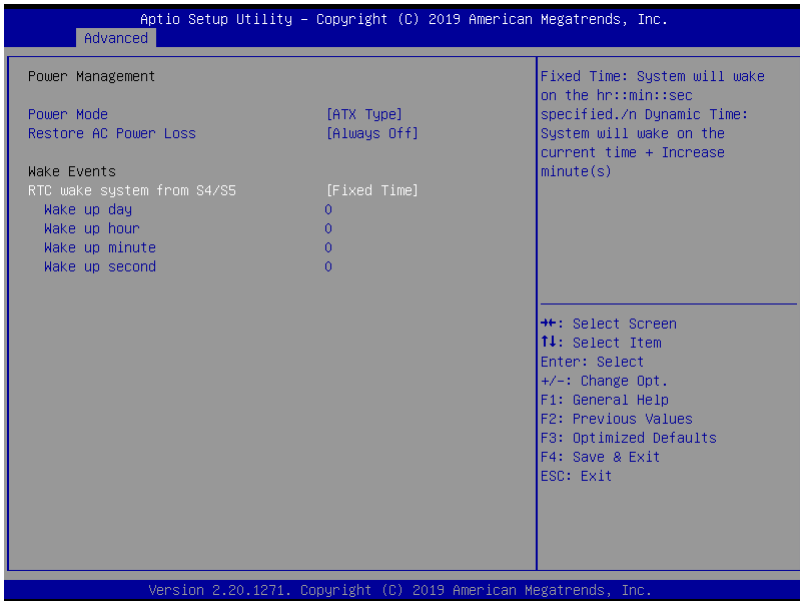 Aptio Setup Utility – Copyright (C) 2019 American Megatrends, Inc.
Advanced
Power Management
Power Mode [ATX Type]
Restore AC Power Loss [Always Off]
Wake Events
RTC wake system from S4/S5 [Fixed Time]
Wake up day 0
Wake up hour 0
Wake up minute 0
Wake up second 0
Fixed Time: System will wake
on the hr::min::sec
specified./n Dynamic Time:
System will wake on the
current time + Increase
minute(s)
→←: Select Screen
↑↓: Select Item
Enter: Select
+/-: Change Opt.
F1: General Help
F2: Previous Values
F3: Optimized Defaults
F4: Save & Exit
ESC: Exit
Version 2.20.1271. Copyright (C) 2019 American Megatrends, Inc.